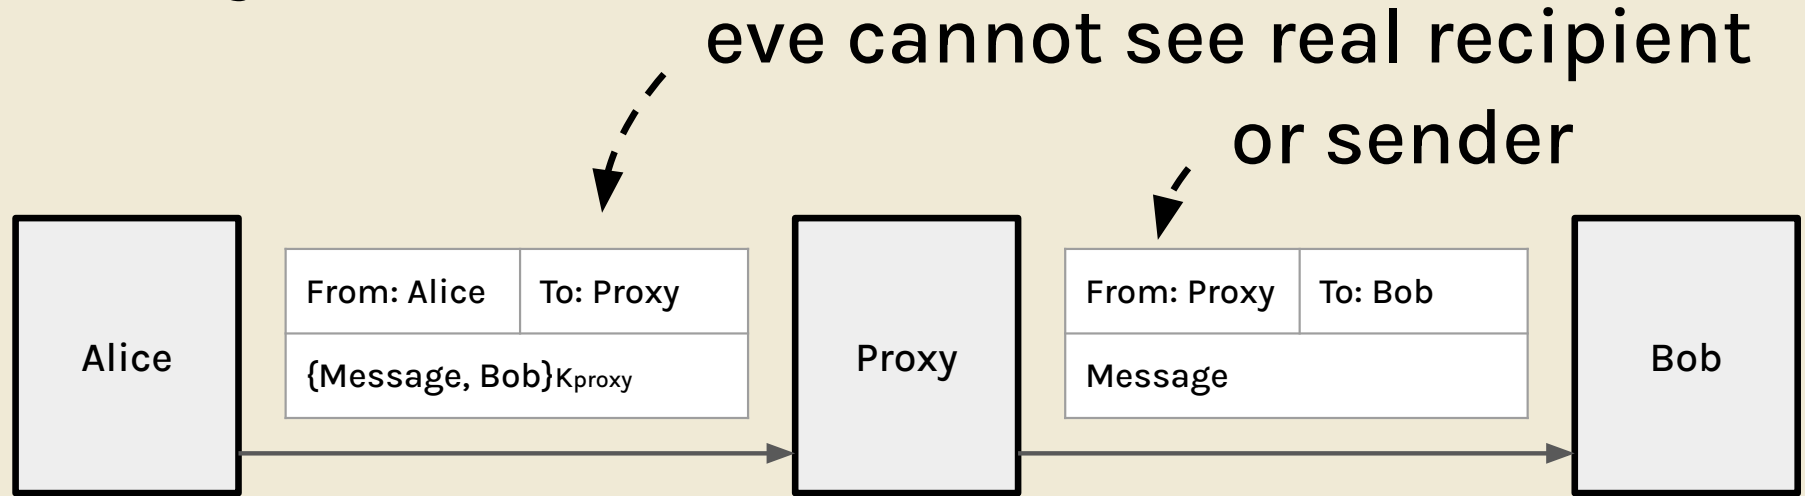 eve cannot see real recipient
or sender
From: Alice
To: Proxy
From: Proxy
To: Bob
Alice
{Message, Bob}Kproxy
Proxy
Message
Bob